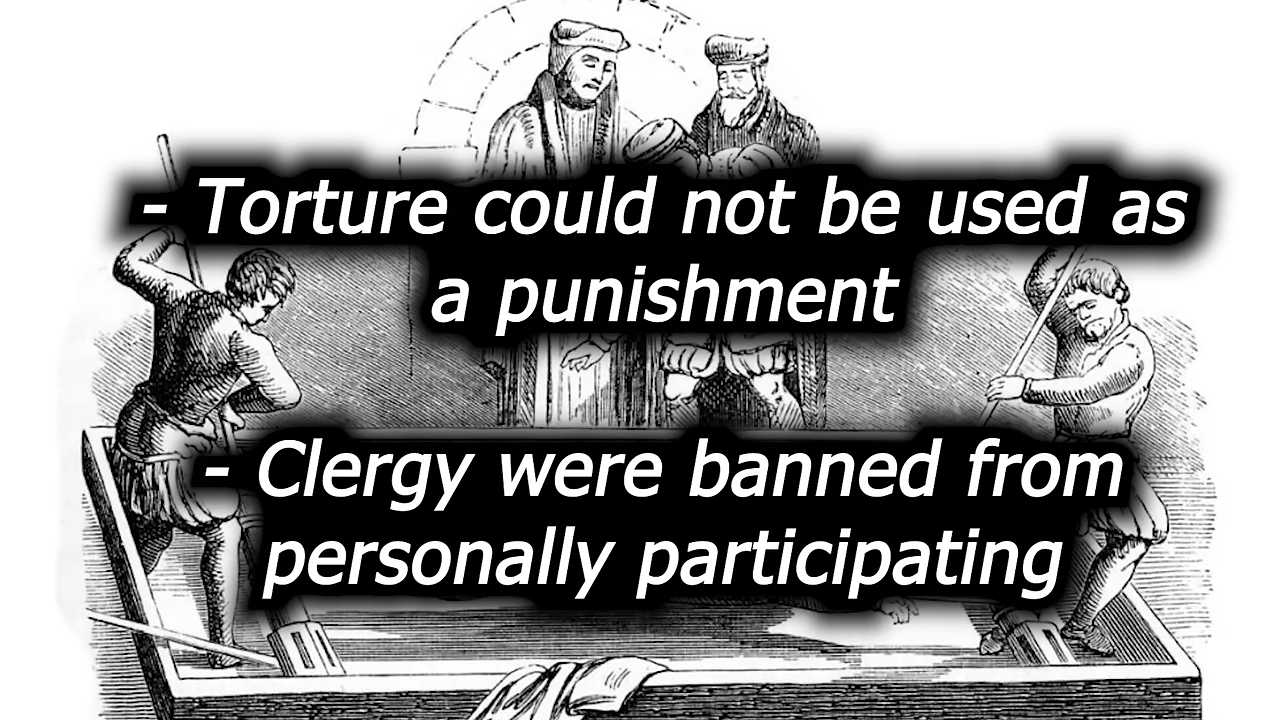 - Torture could not be used as
a punishment
- Clergy were banned from
personally participating